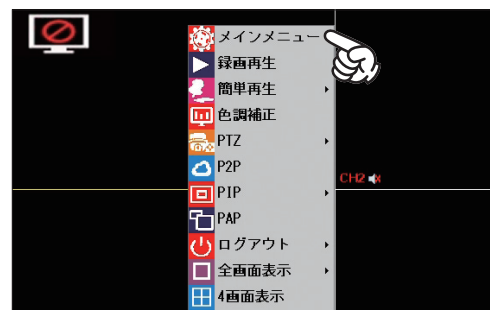 メインメニュー
録画再生
簡単再生
色調補正
PTZ
P2P
CH2
PIP
PAP
ログアウト
全画面表示
4画面表示